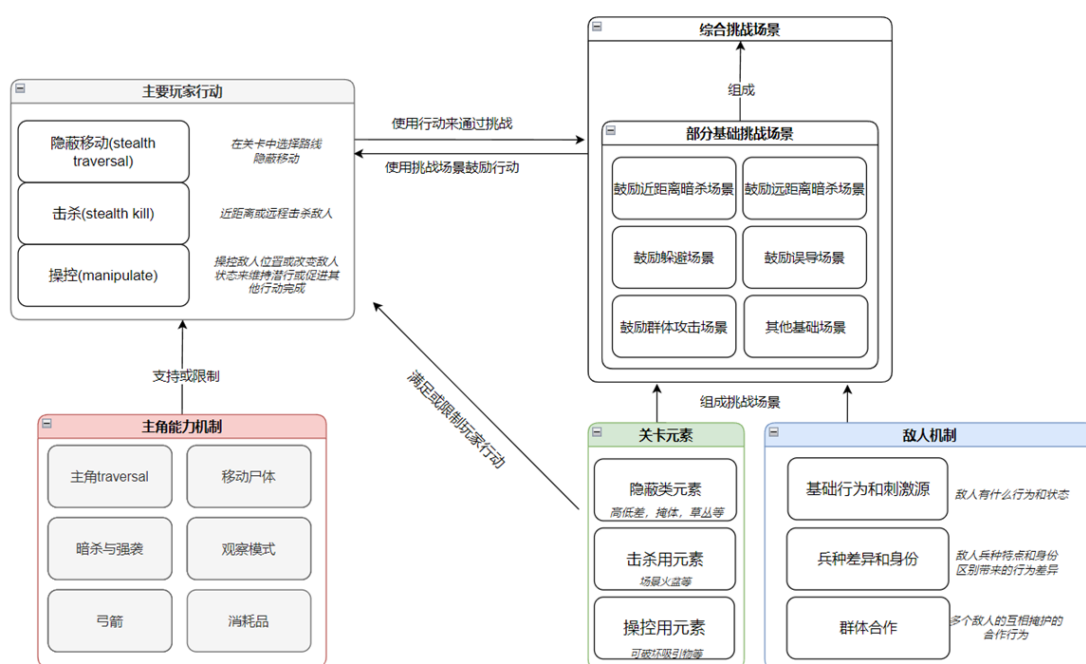 综合挑战场景
组成
主要玩家行动
隐蔽移动(stealth
traversal)
在关卡中选择路线
隐蔽移动
击杀(stealth kill)
近距离或远程击杀敌人
操控(manipulate)
操控敌人位置或改变敌人
状态来维持潜行或促进其
他行动完成
使用行动来通过挑战
使用挑战场景鼓励行动
部分基础挑战场景
鼓励近距离暗杀场景
鼓励远距离暗杀场景
鼓励躲避场景
鼓励误导场景
鼓励群体攻击场景
其他基础场景
支持或限制
满足或限制玩家行动
组成挑战场景
主角能力机制
主角traversal
移动尸体
暗杀与强袭
观察模式
弓箭
消耗品
关卡元素
隐蔽类元素
高低差，掩体，草丛等
击杀用元素
场景火盆等
操控用元素
可破坏吸引物等
敌人机制
基础行为和刺激源
敌人有什么行为和状态
兵种差异和身份
敌人兵种特点和身份
区别带来的行为差异
群体合作
多个敌人的互相掩护的
合作行为